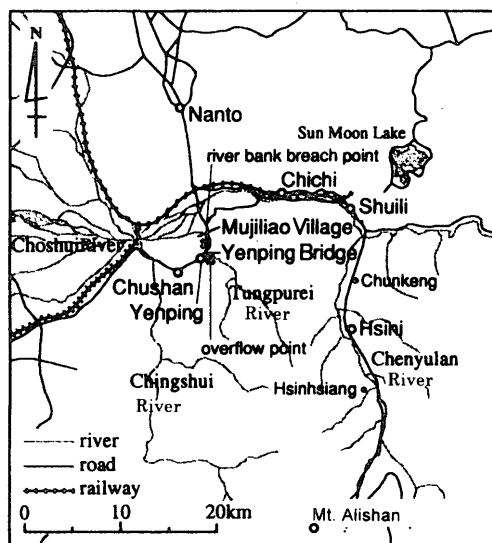 N
Nanto
Sun Moon Lake
river bank breach point
Chichi
Shuili
Mujiliao Village
Choshui River
Yenping Bridge
Chunkeng
Chushan
Tungpurei
Yenping
River
Hsini
overflow point
Chenyulan
River
Chingshui
Hsinhsiang
River
river
road
railway
0 10 20km
Mt. Alishan